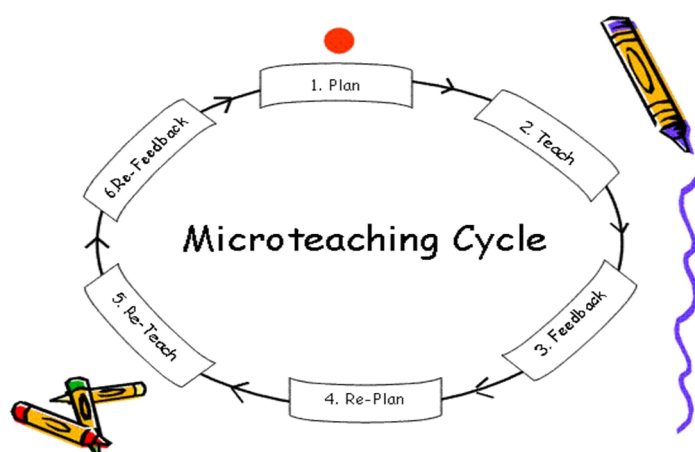 1. Plan
2. Teach
3. Feedback
4. Re-Plan
5. Re-Teach
6.Re-Feedback
Microteaching Cycle